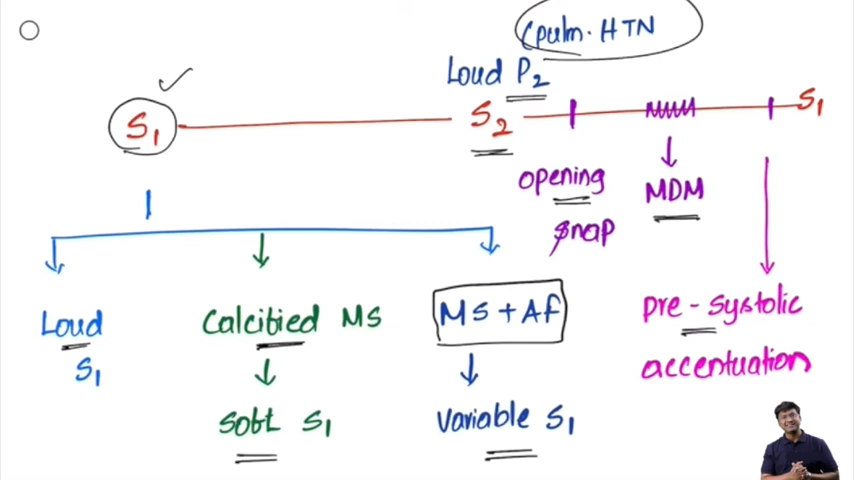 (pulm. HTN
Loud P2
S1 S2 S1
opening
snap
MDM
Loud
S1
Calcified MS
Soft S1
MS + Af
Variable S1
Pre-systolic
accentuation